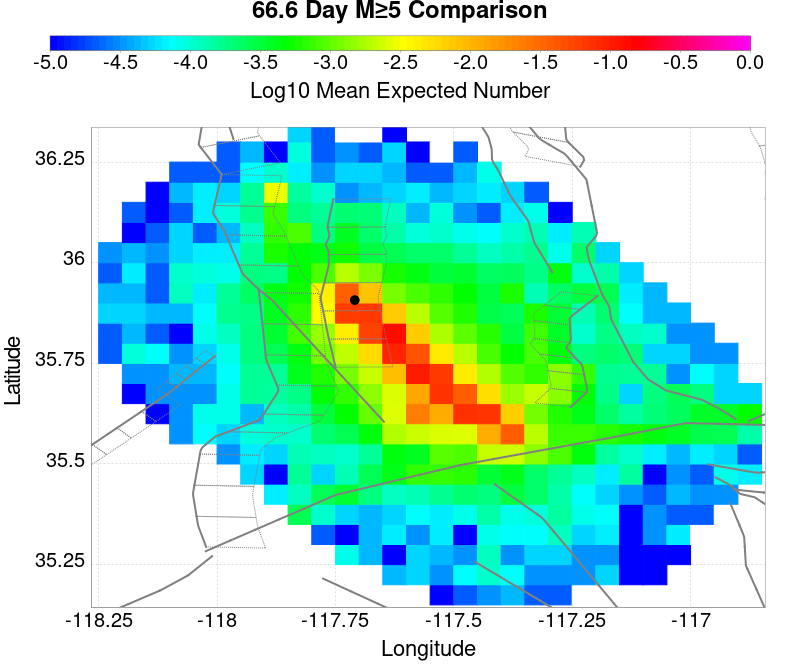 66.6 Day M≥5 Comparison
-5.0 -4.5 -4.0 -3.5 -3.0 -2.5 -2.0 -1.5 -1.0 -0.5 0.0
Log10 Mean Expected Number
36.25
36
35.75
35.5
35.25
Latitude
-118.25 -118 -117.75 -117.5 -117.25 -117
Longitude